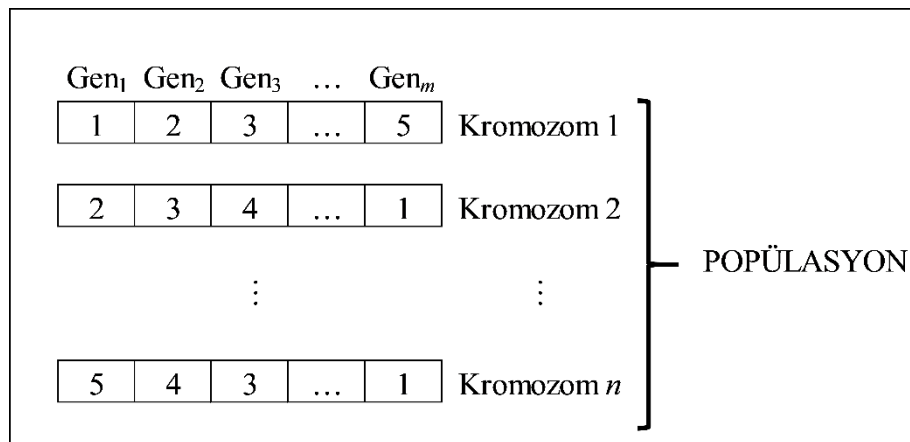 Gen₁ Gen₂ Gen₃ … Genₘ
1 2 3 … 5 Kromozom 1
2 3 4 … 1 Kromozom 2
POPÜLASYON
⋮ ⋮
5 4 3 … 1 Kromozom n